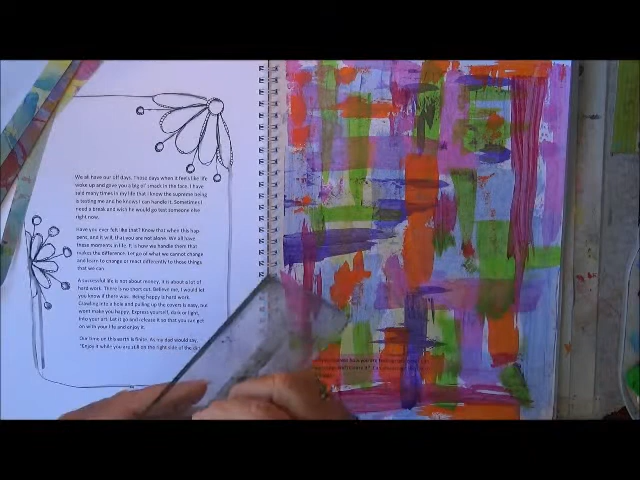 We all have our off days. Those days when it feels like life
woke up and gave you a big ol' smack in the face. I have
said many times in my life that I know the supreme being
is testing me and he knows I can handle it. Sometimes I
need a break and wish he would go test someone else
right now.
Have you ever felt like that? Know that when this hap-
pens, and it will, that you are not alone. We all have
these moments in life. It is how we handle them that
makes the difference. Let go of what we cannot change
and learn to change or react differently to those things
that we can.
A successful life is not about money, it is about a lot of
hard work. There is no short cut. Believe me, I would let
you know if there was. Being happy is hard work.
Crawling into a hole and pulling up the covers is easy, but
wont make you happy. Express yourself, dark or light,
into your art. Let it go and release it so that you can get
on with your life and enjoy it.
Our time on this earth is finite. As my dad would say,
"Enjoy it while you are still on the right side of the